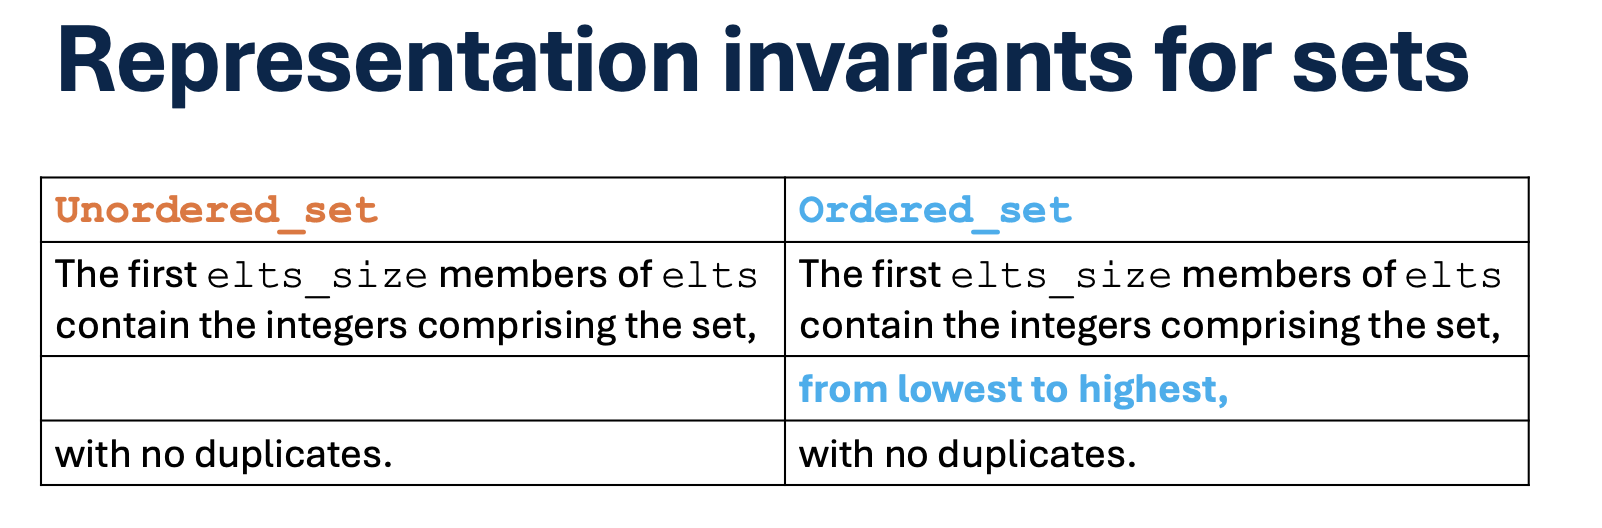 Representation invariants for sets
Unordered_set
Ordered_set
The first elts_size members of elts
contain the integers comprising the set,
The first elts_size members of elts
contain the integers comprising the set,
from lowest to highest,
with no duplicates.
with no duplicates.